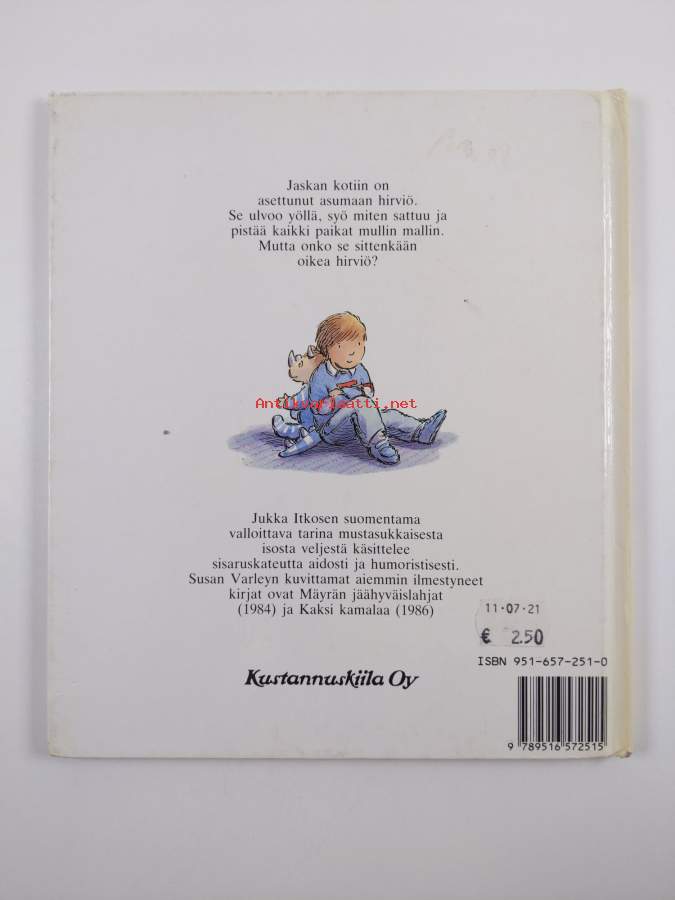 Jaskan kotiin on
asettunut asumaan hirviö.
Se ulvoo yöllä, syö miten sattuu ja
pistää kaikki paikat mullin mallin.
Mutta onko se sittenkään
oikea hirviö?
Antikvariaatti.net
Jukka Itkosen suomentama
valloittava tarina mustasukkaisesta
isosta veljestä käsittelee
sisaruskateutta aidosti ja humoristisesti.
Susan Varleyn kuvittamat aiemmin ilmestyneet
kirjat ovat Mäyrän jäähyväislahjat
(1984) ja Kaksi kamalaa (1986)
11·07·21
€ 2.50
ISBN 951-657-251-0
Kustannuskiila Oy
9 789516 572515